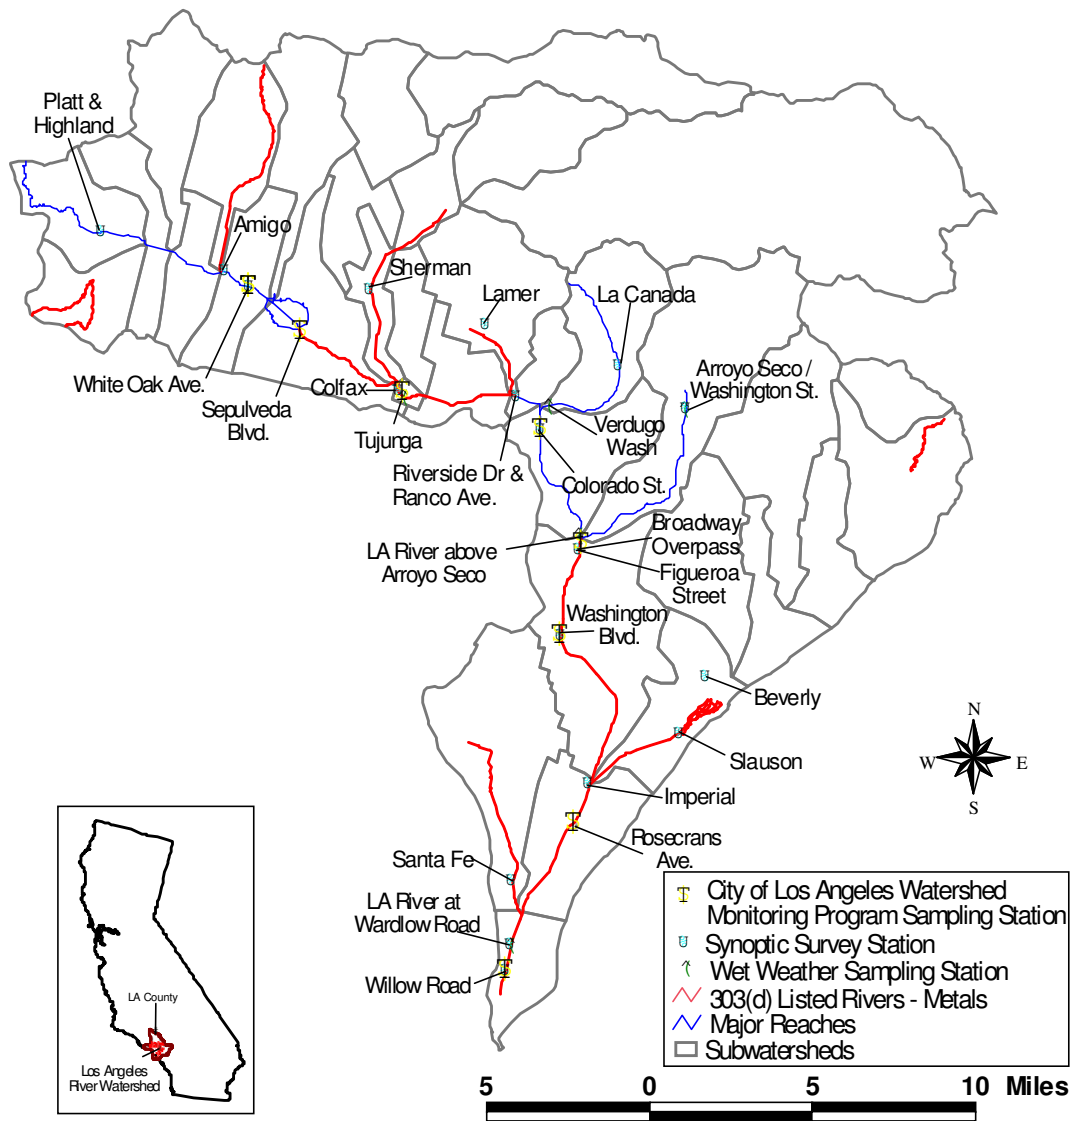 Platt &
Highland
Amigo
Sherman
Lamer
La Canada
Arroyo Seco /
Washington St.
White Oak Ave.
Sepulveda
Blvd.
Colfax
Tujunga
Riverside Dr &
Ranco Ave.
Verdugo
Wash
Colorado St.
LA River above
Arroyo Seco
Broadway
Overpass
Figueroa
Street
Washington
Blvd.
Beverly
Slauson
Imperial
Rosecrans
Ave.
Santa Fe
LA River at
Wardlow Road
Willow Road
N
W
E
S
LA County
Los Angeles
River Watershed
City of Los Angeles Watershed
Monitoring Program Sampling Station
Synoptic Survey Station
Wet Weather Sampling Station
303(d) Listed Rivers - Metals
Major Reaches
Subwatersheds
5 0 5 10 Miles